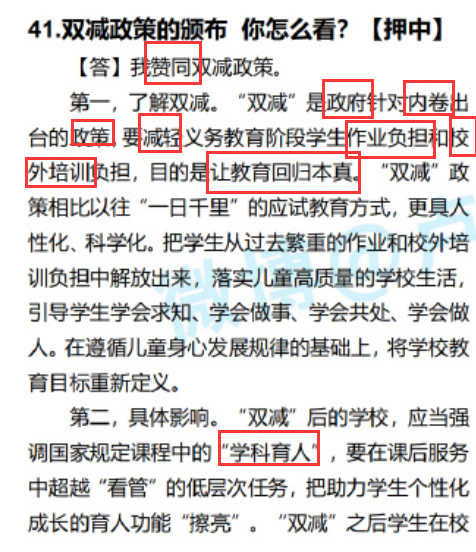 41.双减政策的颁布 你怎么看？【押中】
【答】我赞同双减政策。
第一，了解双减。“双减”是政府针对内卷出
台的政策，要减轻义务教育阶段学生作业负担和校
外培训负担，目的是让教育回归本真。“双减”政
策相比以往“一日千里”的应试教育方式，更具人
性化、科学化。把学生从过去繁重的作业和校外培
训负担中解放出来，落实儿童高质量的学校生活，
引导学生学会求知、学会做事、学会共处、学会做
人。在遵循儿童身心发展规律的基础上，将学校教
育目标重新定义。
第二，具体影响。“双减”后的学校，应当强
调国家规定课程中的“学科育人”，要在课后服务
中超越“看管”的低层次任务，把助力学生个性化
成长的育人功能“擦亮”。“双减”之后学生在校
微博@